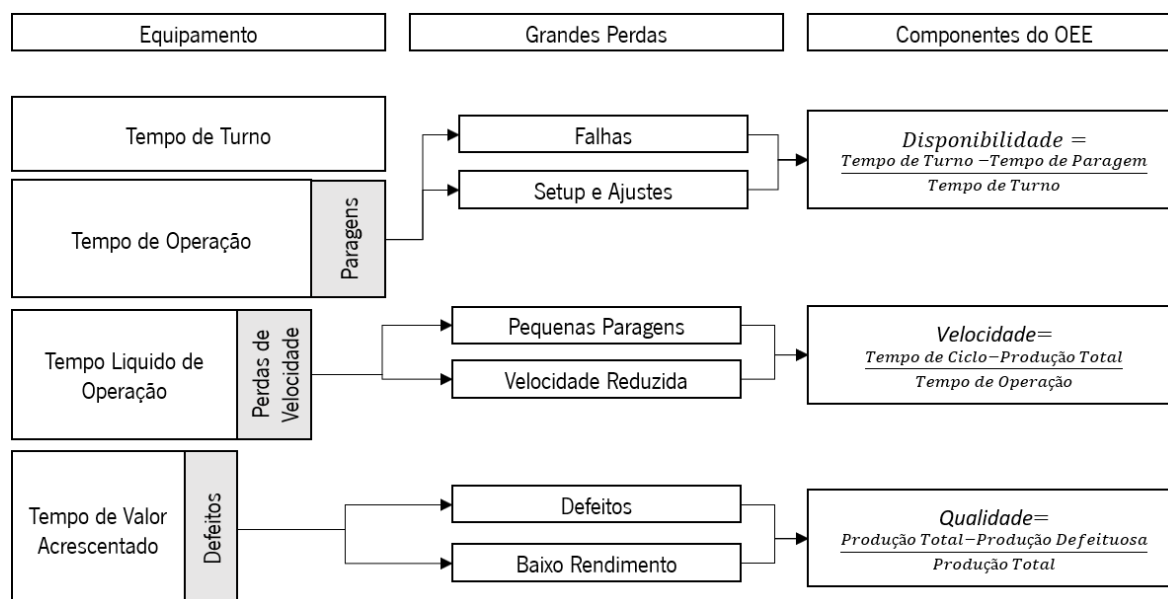 Equipamento
Grandes Perdas
Componentes do OEE
Tempo de Turno
Falhas
Disponibilidade =
Tempo de Turno −Tempo de Paragem
Tempo de Turno
Setup e Ajustes
Tempo de Operação
Paragens
Tempo Liquido de
Operação
Perdas de
Velocidade
Pequenas Paragens
Velocidade Reduzida
Velocidade=
Tempo de Ciclo−Produção Total
Tempo de Operação
Tempo de Valor
Acrescentado
Defeitos
Defeitos
Baixo Rendimento
Qualidade=
Produção Total−Produção Defeituosa
Produção Total